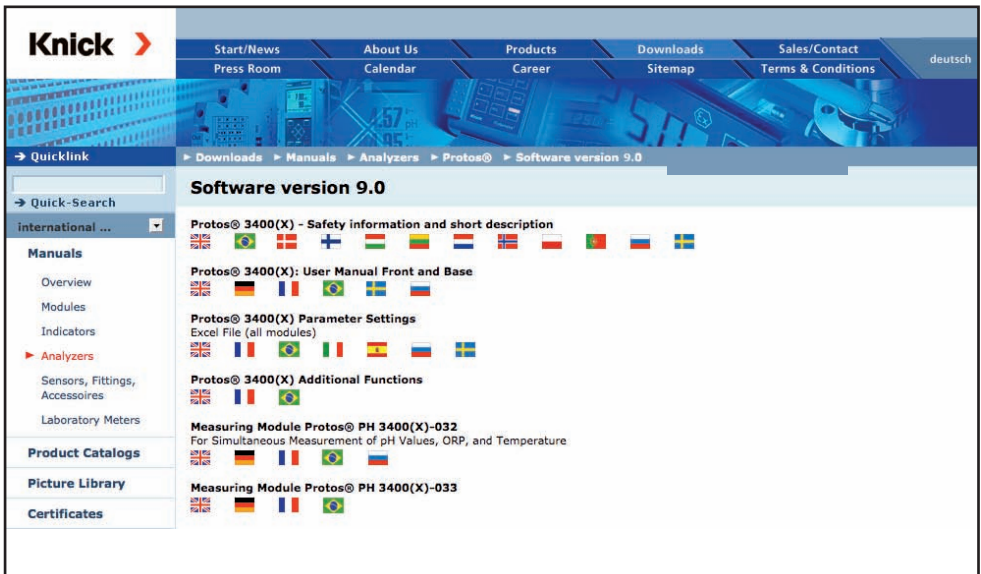 Knick
Start/News About Us Products Downloads Sales/Contact
deutsch
Press Room Calendar Career Sitemap Terms & Conditions
→ Quicklink
► Downloads ► Manuals ► Analyzers ► Protos® ► Software version 9.0
→ Quick-Search
international ...
Manuals
Overview
Modules
Indicators
► Analyzers
Sensors, Fittings,
Accessoires
Laboratory Meters
Product Catalogs
Picture Library
Certificates
Software version 9.0
Protos® 3400(X) - Safety information and short description
Protos® 3400(X): User Manual Front and Base
Protos® 3400(X) Parameter Settings
Excel File (all modules)
Protos® 3400(X) Additional Functions
Measuring Module Protos® PH 3400(X)-032
For Simultaneous Measurement of pH Values, ORP, and Temperature
Measuring Module Protos® PH 3400(X)-033